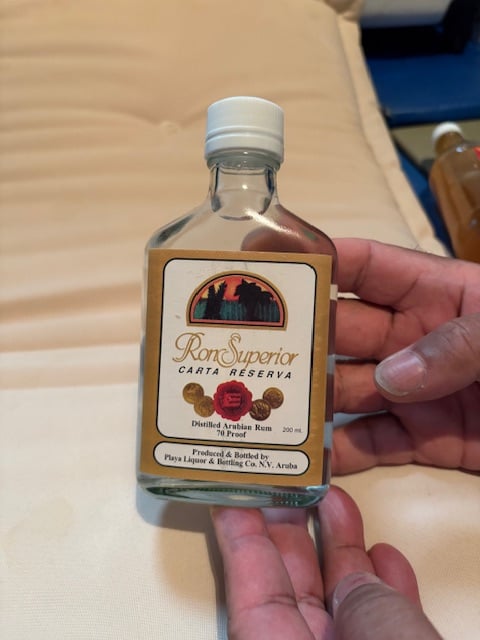 Ron Superior
CARTA RESERVA
Distilled Arubian Rum
70 Proof
200 mL
Produced & Bottled by
Playa Liquor & Bottling Co. N.V. Aruba